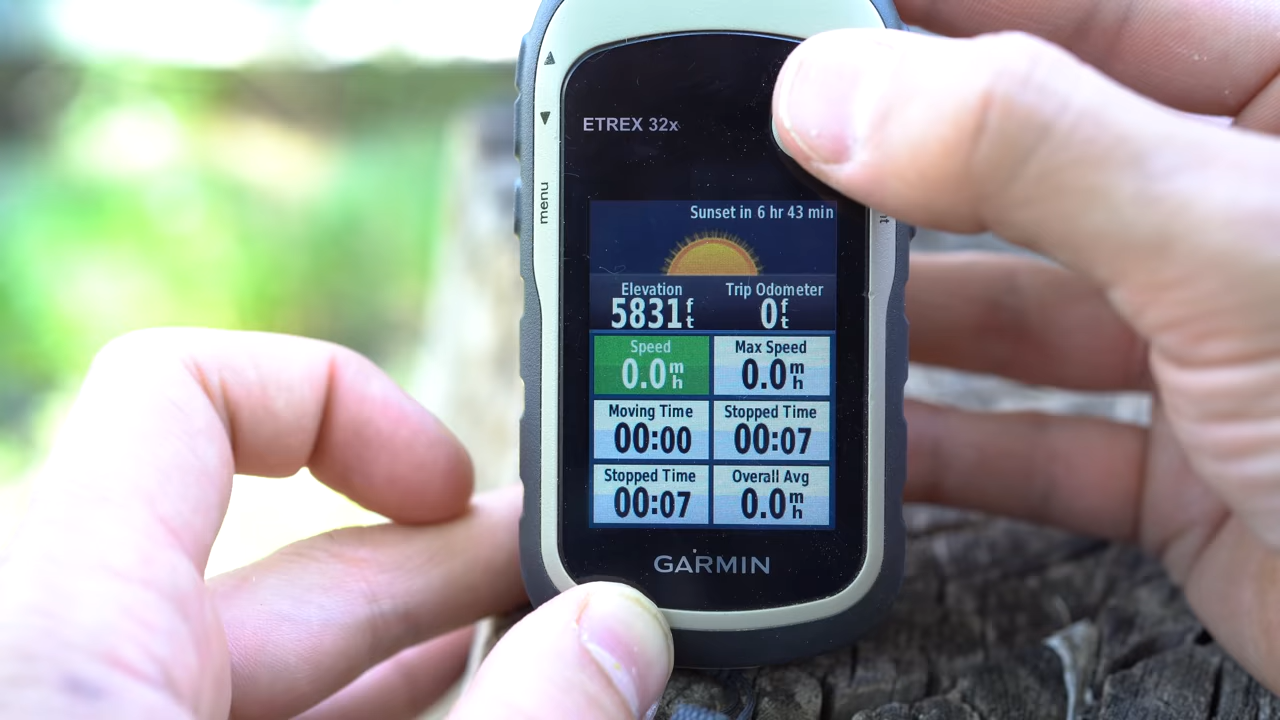 ETREX 32x
menu
Sunset in 6 hr 43 min
Elevation Trip Odometer
5831ft 0ft
Speed Max Speed
0.0mh 0.0mh
Moving Time Stopped Time
00:00 00:07
Stopped Time Overall Avg
00:07 0.0mh
GARMIN